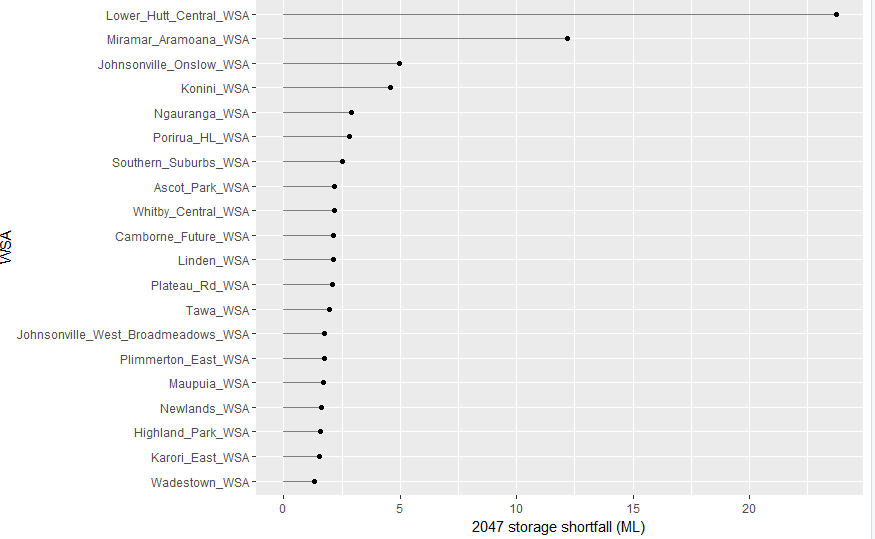 Lower_Hutt_Central_WSA
Miramar_Aramoana_WSA
Johnsonville_Onslow_WSA
Konini_WSA
Ngauranga_WSA
Porirua_HL_WSA
Southern_Suburbs_WSA
Ascot_Park_WSA
Whitby_Central_WSA
Camborne_Future_WSA
Linden_WSA
Plateau_Rd_WSA
Tawa_WSA
Johnsonville_West_Broadmeadows_WSA
Plimmerton_East_WSA
Maupuia_WSA
Newlands_WSA
Highland_Park_WSA
Karori_East_WSA
Wadestown_WSA
WSA
0 5 10 15 20
2047 storage shortfall (ML)